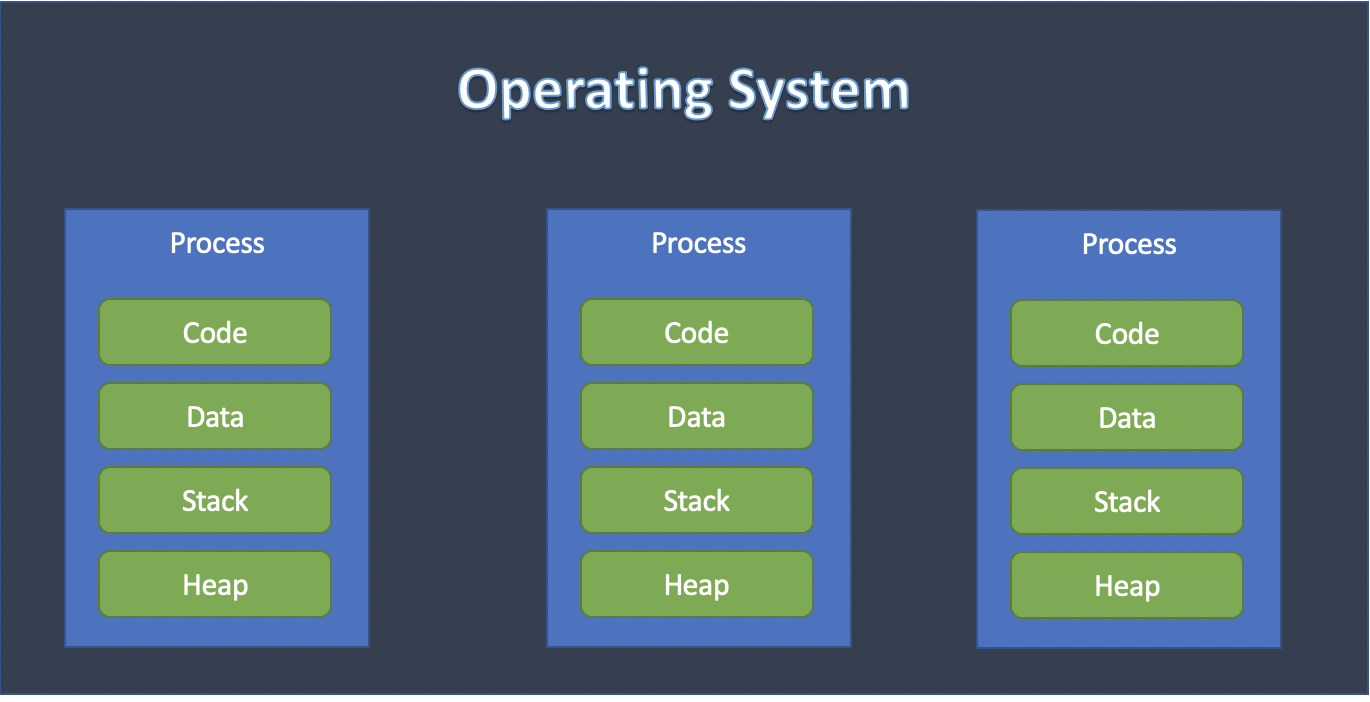 Operating System
Process
Code
Data
Stack
Heap
Process
Code
Data
Stack
Heap
Process
Code
Data
Stack
Heap